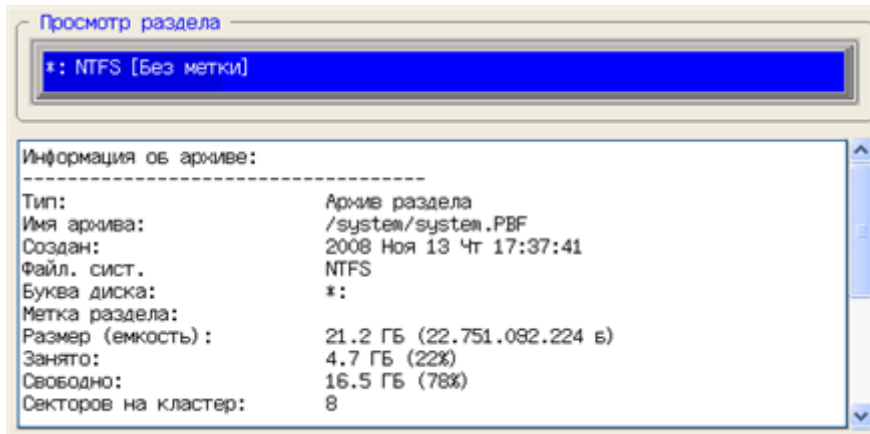 Просмотр раздела
*: NTFS [Без метки]
Информация об архиве:
------------------------------------
Тип: Архив раздела
Имя архива: /system/system.PBF
Создан: 2008 Ноя 13 Чт 17:37:41
Файл. сист. NTFS
Буква диска: *:
Метка раздела:
Размер (емкость): 21.2 ГБ (22.751.092.224 б)
Занято: 4.7 ГБ (22%)
Свободно: 16.5 ГБ (78%)
Секторов на кластер: 8